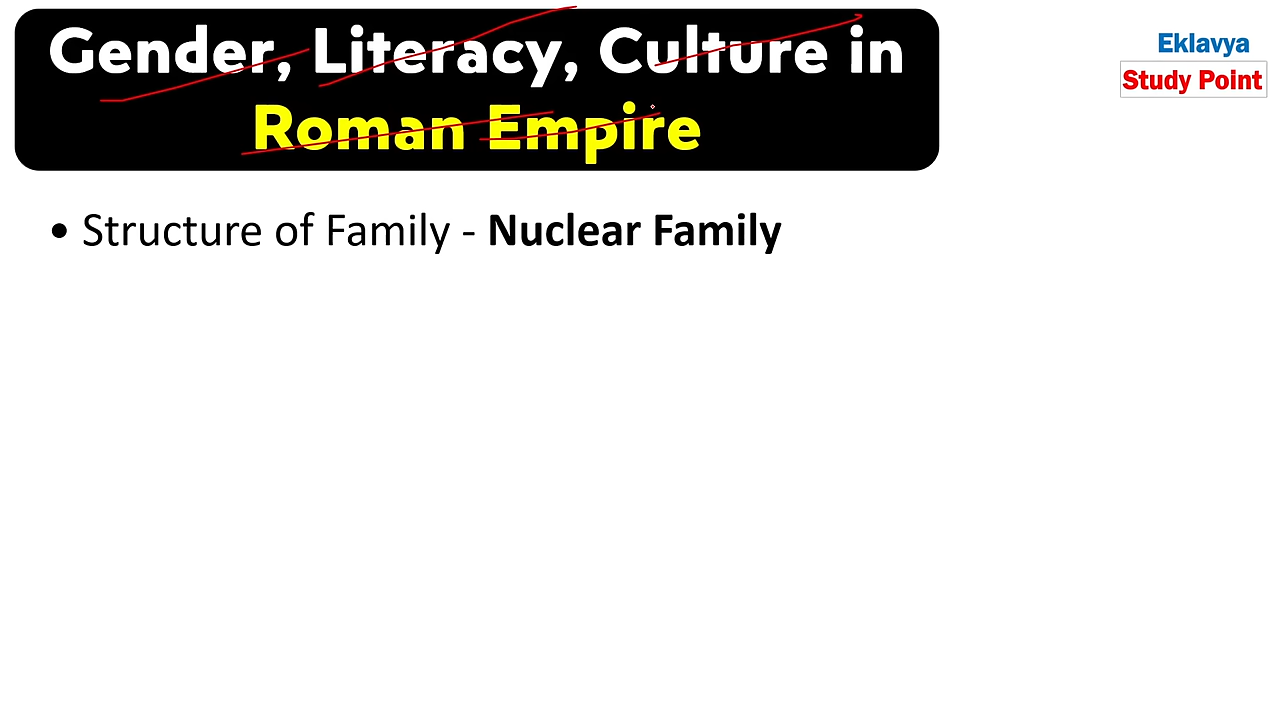 Gender, Literacy, Culture in
Roman Empire
Eklavya
Study Point
• Structure of Family - Nuclear Family